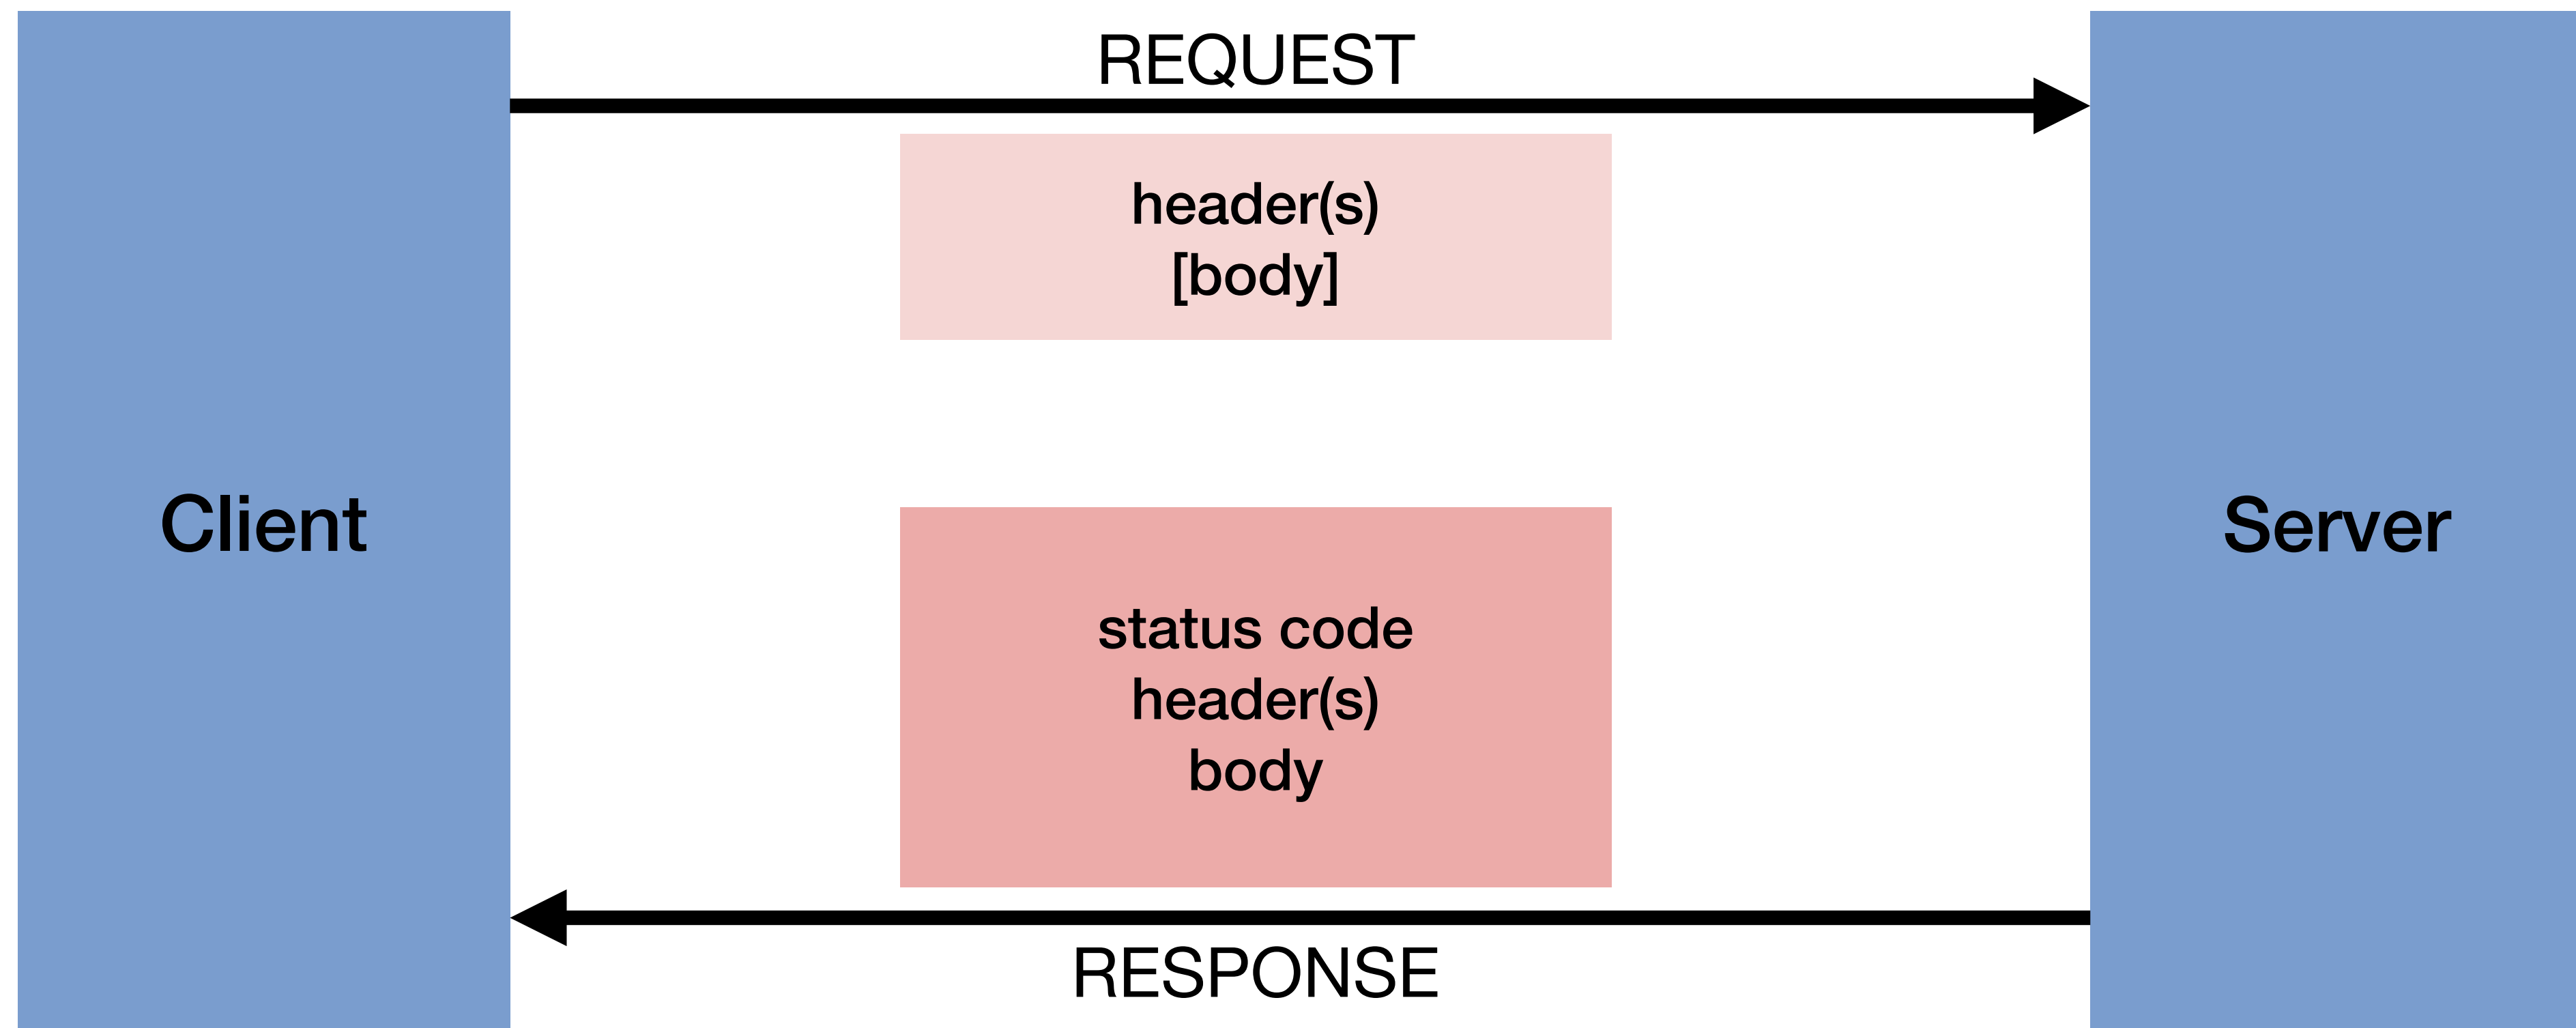 REQUEST
header(s)
[body]
Client
Server
status code
header(s)
body
RESPONSE